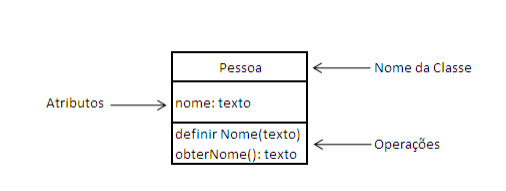 Pessoa
Nome da Classe
Atributos
nome: texto
definir Nome(texto)
obterNome(): texto
Operações